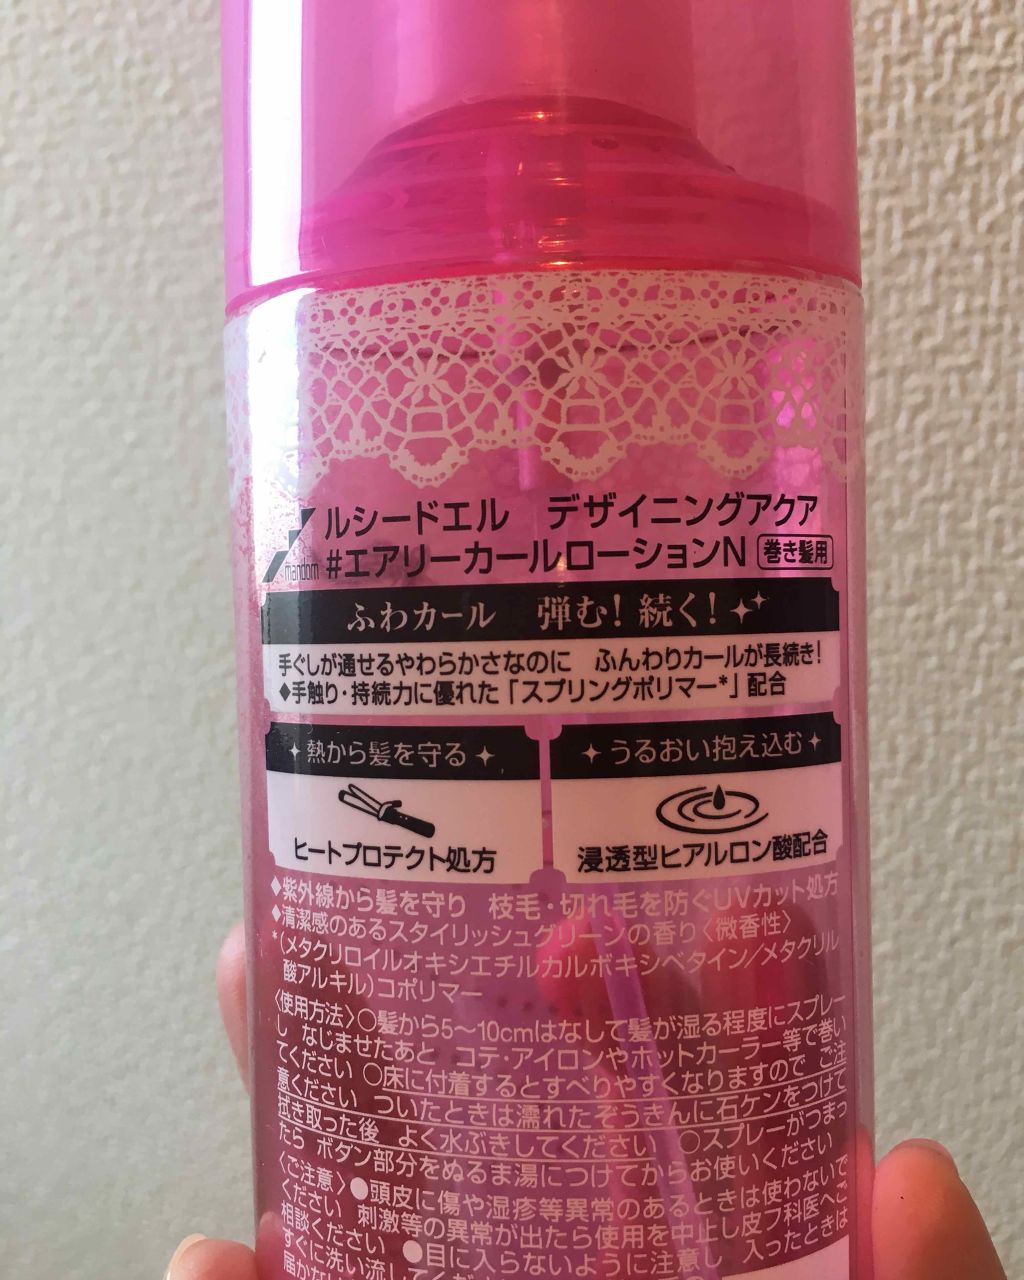 ルシードエル デザイニングアクア
mandom #エアリーカールローションN 巻き髪用
ふわカール 弾む! 続く!
手ぐしが通せるやわらかさなのに ふんわりカールが長続き!
◆手触り・持続力に優れた「スプリングポリマー*」配合
熱から髪を守る
うるおい抱え込む
ヒートプロテクト処方
浸透型ヒアルロン酸配合
◆紫外線から髪を守り 枝毛・切れ毛を防ぐUVカット処方
◆清潔感のあるスタイリッシュグリーンの香り〈微香性〉
*(メタクリロイルオキシエチルカルボキシベタイン/メタクリル
酸アルキル)コポリマー
〈使用方法〉○髪から5〜10cmはなして髪が湿る程度にスプレー
し なじませたあと コテ・アイロンやホットカーラー等で巻い
てください ○床に付着するとすべりやすくなりますので ご注
意ください ついたときは濡れたぞうきんに石ケンをつけて
拭き取った後 よく水ぶきしてください ○スプレーがつまっ
たら ボタン部分をぬるま湯につけてからお使いください
〈ご注意〉●頭皮に傷や湿疹等異常のあるときは使わないで
ください 刺激等の異常が出たら使用を中止し皮フ科医へご
相談ください ●目に入らないように注意し 入ったときは
すぐに洗い流してくだ
届かない